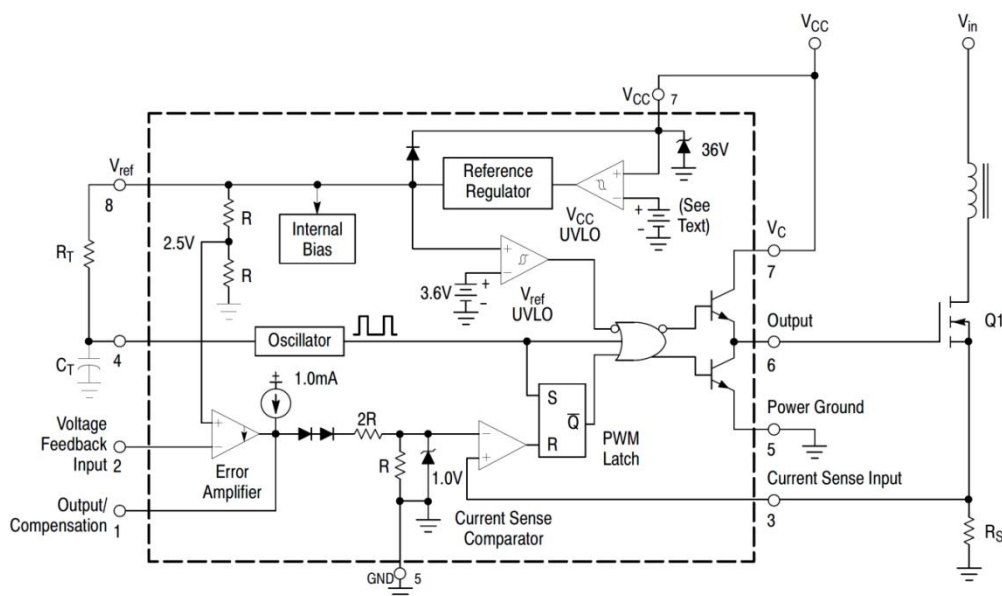 VCC
Vin
VCC 7
36V
Vref
8
Reference
Regulator
+
−
+
-
(See
Text)
VCC
UVLO
R
Internal
Bias
2.5V
RT
R
+
−
3.6V
+
-
Vref
UVLO
VC
7
Q1
Output
6
4
Oscillator
CT
+
1.0mA
S
Q
R
PWM
Latch
Power Ground
5
Voltage
Feedback
Input
2
+
−
Error
Amplifier
2R
R
1.0V
−
+
Current Sense
Comparator
Current Sense Input
3
Output/
Compensation
1
RS
GND 5